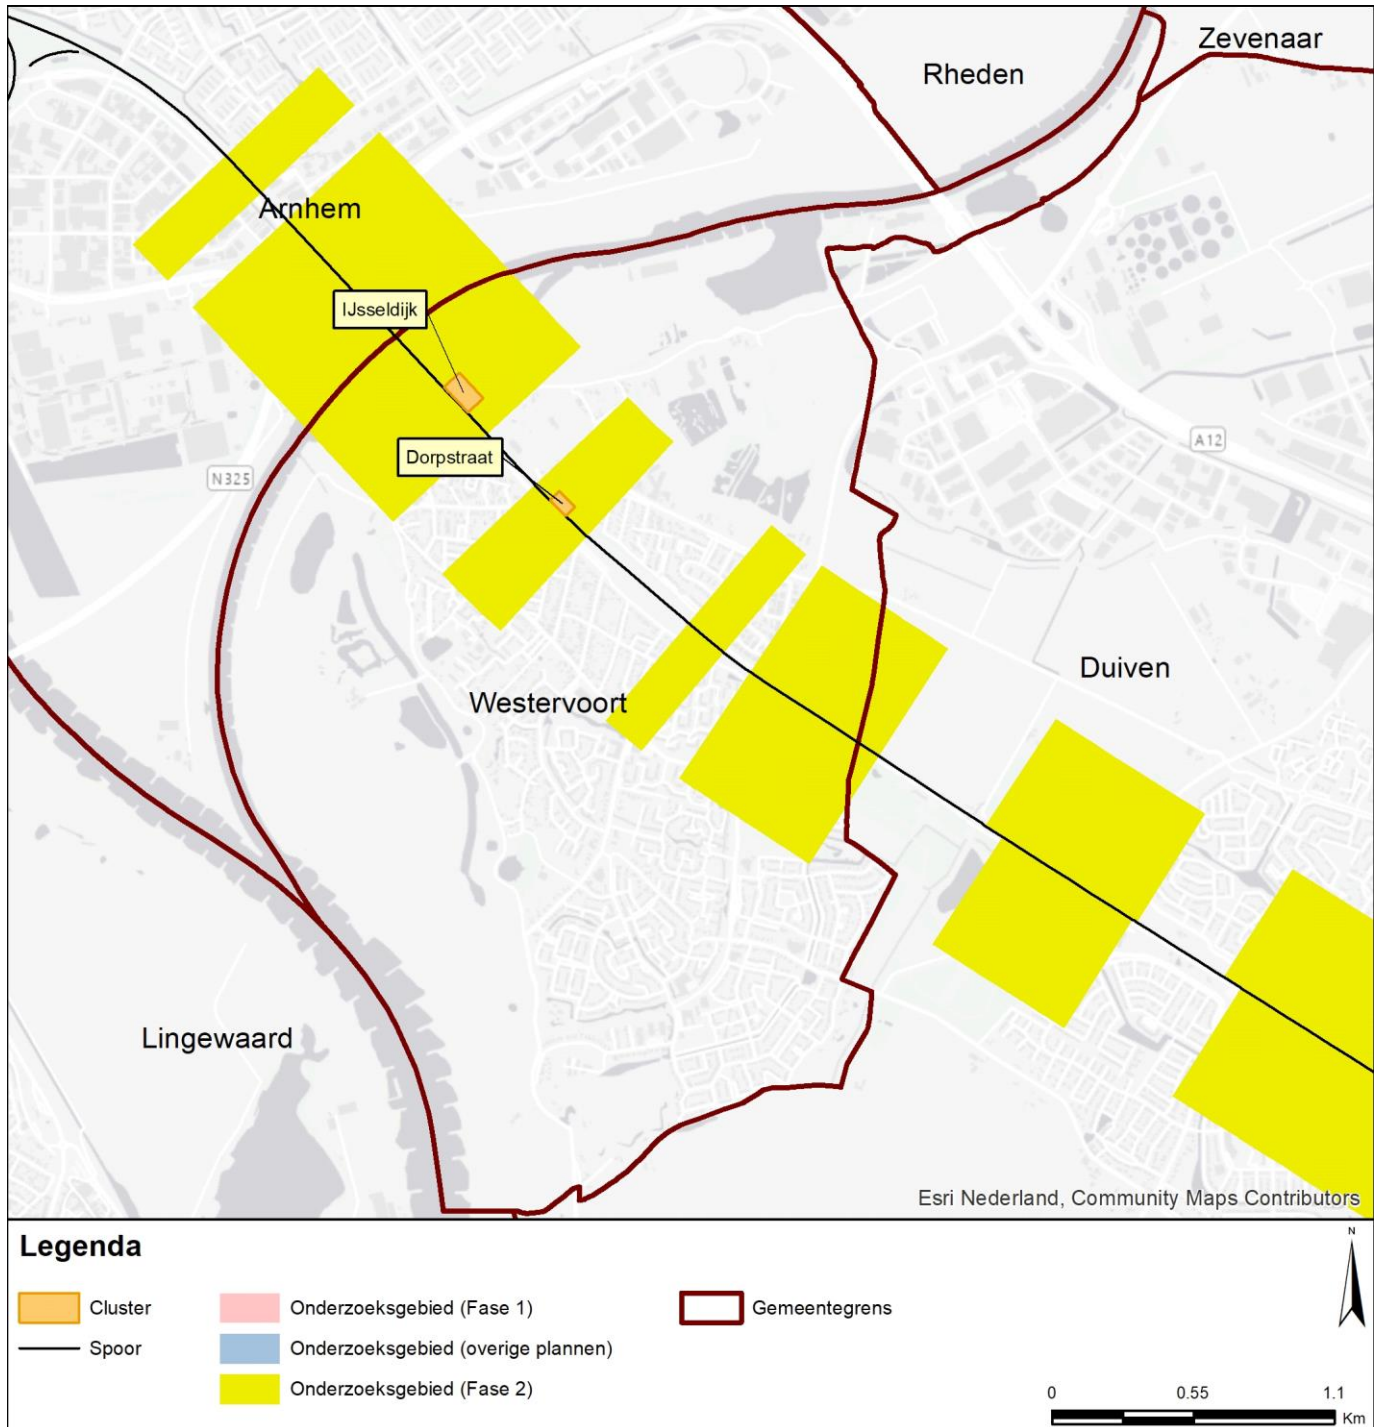 Zevenaar
Rheden
Arnhem
IJsseldijk
Dorpstraat
A12
N325
Duiven
Westervoort
Lingewaard
Esri Nederland, Community Maps Contributors
Legenda
N
Cluster
Onderzoeksgebied (Fase 1)
Gemeentegrens
Spoor
Onderzoeksgebied (overige plannen)
Onderzoeksgebied (Fase 2)
0 0.55 1.1
Km